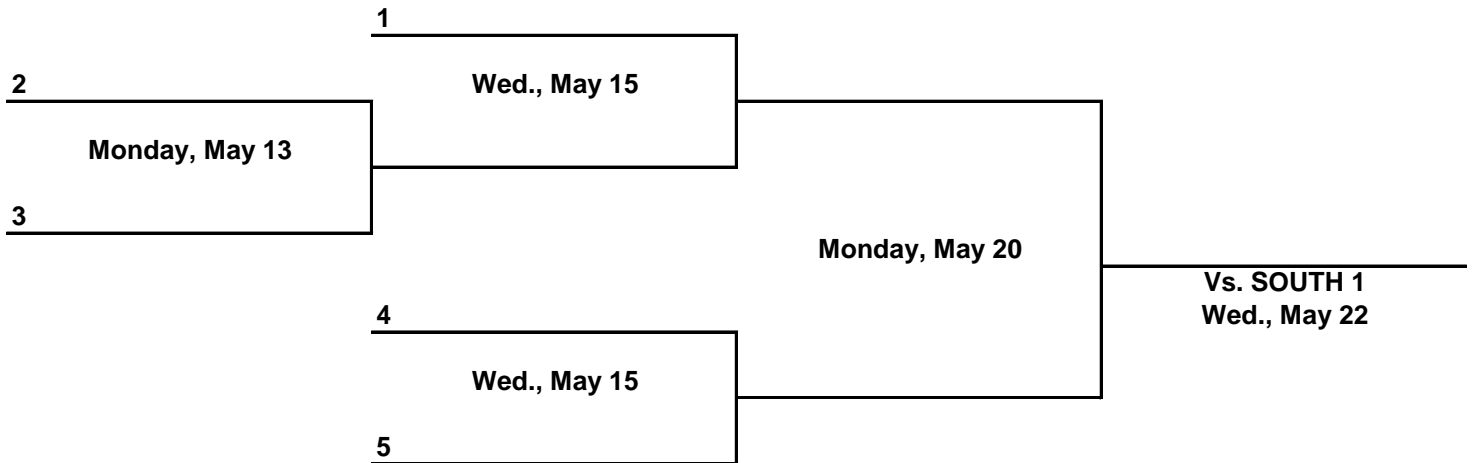 1
2
Wed., May 15
Monday, May 13
3
Monday, May 20
Vs. SOUTH 1
Wed., May 22
4
Wed., May 15
5